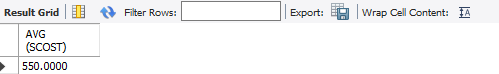 Result Grid Filter Rows: Export: Wrap Cell Content:
AVG
(SCOST)
550.0000